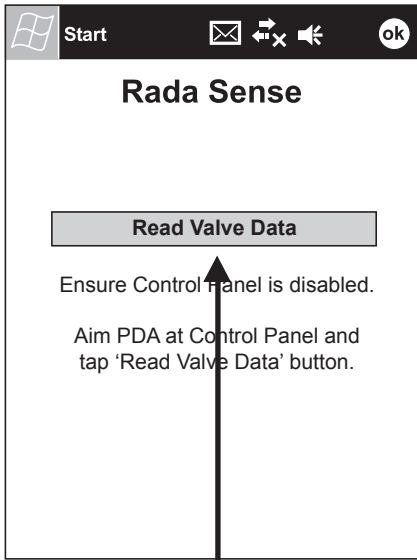 Start
ok
Rada Sense
Read Valve Data
Ensure Control Panel is disabled.
Aim PDA at Control Panel and
tap ‘Read Valve Data’ button.